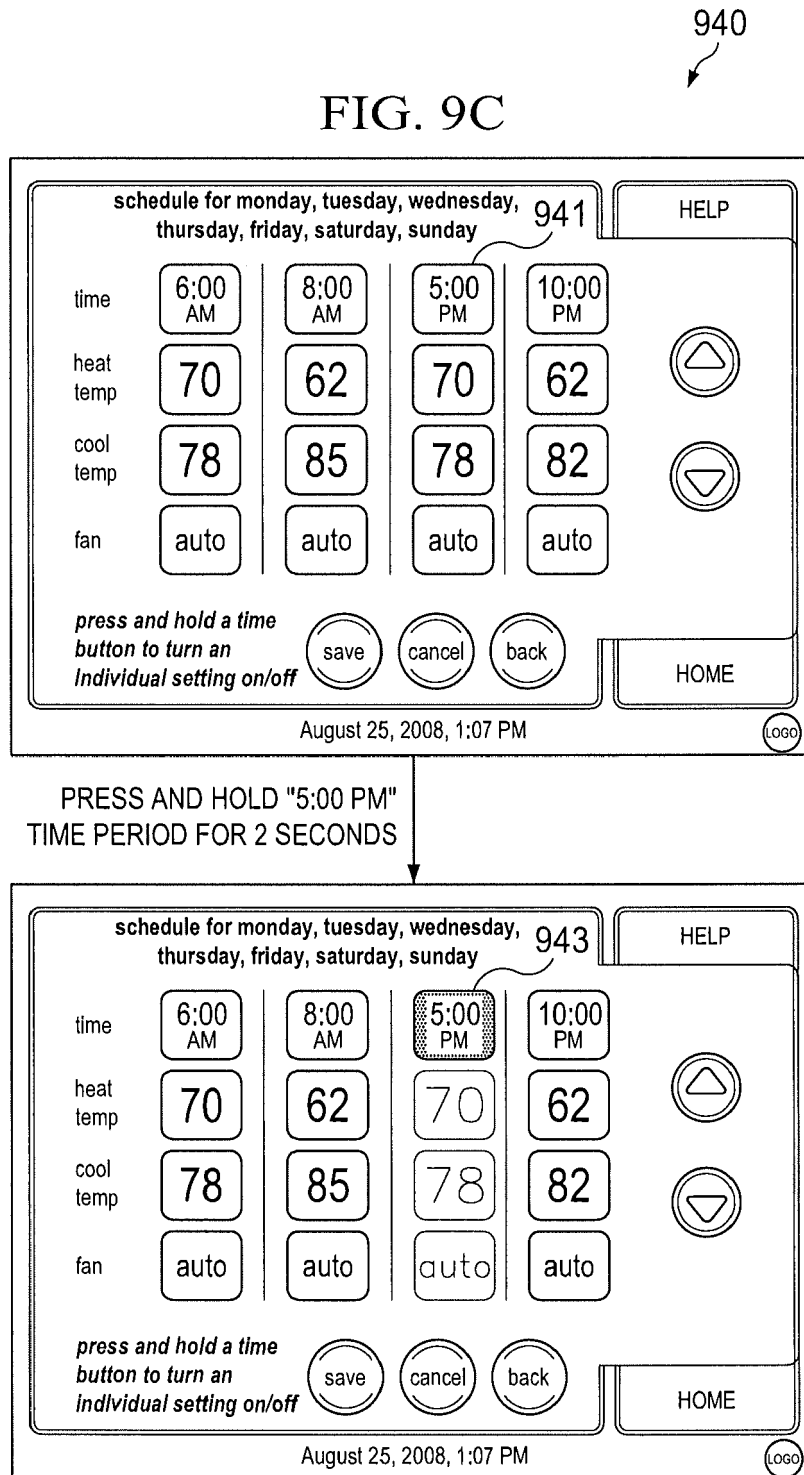 940
FIG. 9C
schedule for monday, tuesday, wednesday,
thursday, friday, saturday, sunday
941
HELP
time
6:00 AM
8:00 AM
5:00 PM
10:00 PM
heat temp
70
62
70
62
cool temp
78
85
78
82
fan
auto
auto
auto
auto
press and hold a time
button to turn an
Individual setting on/off
save
cancel
back
HOME
August 25, 2008, 1:07 PM
LOGO
PRESS AND HOLD "5:00 PM"
TIME PERIOD FOR 2 SECONDS
schedule for monday, tuesday, wednesday,
thursday, friday, saturday, sunday
943
HELP
time
6:00 AM
8:00 AM
5:00 PM
10:00 PM
heat temp
70
62
70
62
cool temp
78
85
78
82
fan
auto
auto
auto
auto
press and hold a time
button to turn an
individual setting on/off
save
cancel
back
HOME
August 25, 2008, 1:07 PM
LOGO